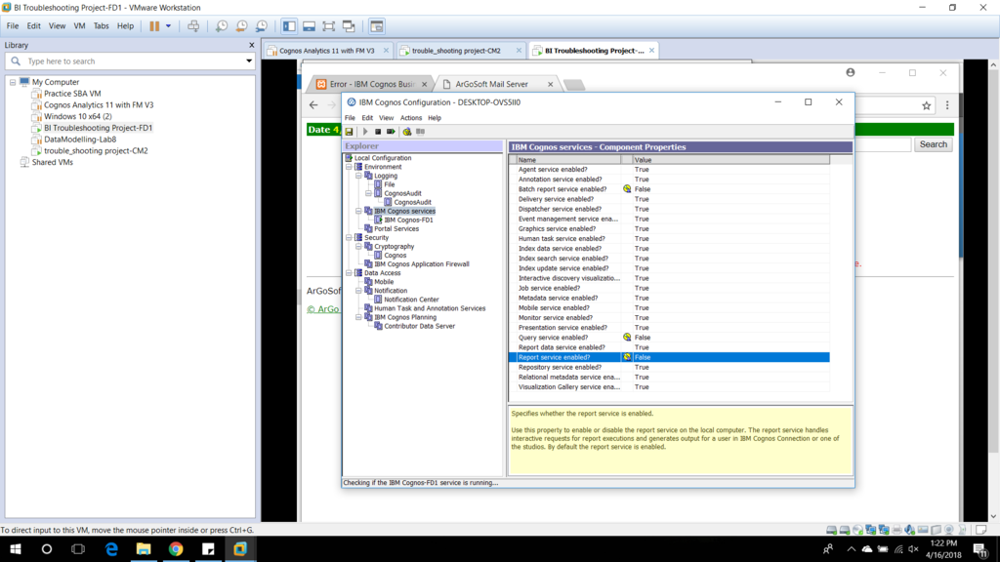 BI Troubleshooting Project-FD1 - VMware Workstation
File Edit View VM Tabs Help
Library
Type here to search
My Computer
Practice SBA VM
Cognos Analytics 11 with FM V3
Windows 10 x64 (2)
BI Troubleshooting Project-FD1
DataModelling-Lab8
trouble_shooting project-CM2
Shared VMs
Cognos Analytics 11 with FM V3
trouble_shooting project-CM2
BI Troubleshooting Project-...
Error - IBM Cognos Busi
ArGoSoft Mail Server
Date 4
Search
e.
ArGoSof
© ArGo
IBM Cognos Configuration - DESKTOP-OVS5II0
File Edit View Actions Help
Explorer
Local Configuration
Environment
Logging
File
CognosAudit
CognosAudit
IBM Cognos services
IBM Cognos-FD1
Portal Services
Security
Cryptography
Cognos
IBM Cognos Application Firewall
Data Access
Mobile
Notification
Notification Center
Human Task and Annotation Services
IBM Cognos Planning
Contributor Data Server
IBM Cognos services - Component Properties
Name Value
Agent service enabled? True
Annotation service enabled? True
Batch report service enabled? False
Delivery service enabled? True
Dispatcher service enabled? True
Event management service ena... True
Graphics service enabled? True
Human task service enabled? True
Index data service enabled? True
Index search service enabled? True
Index update service enabled? True
Interactive discovery visualizatio... True
Job service enabled? True
Metadata service enabled? True
Mobile service enabled? True
Monitor service enabled? True
Presentation service enabled? True
Query service enabled? False
Report data service enabled? True
Report service enabled? False
Repository service enabled? True
Relational metadata service ena... True
Visualization Gallery service ena... True
Specifies whether the report service is enabled.
Use this property to enable or disable the report service on the local computer. The report service handles
interactive requests for report executions and generates output for a user in IBM Cognos Connection or one of
the studios. By default the report service is enabled.
Checking if the IBM Cognos-FD1 service is running...
To direct input to this VM, move the mouse pointer inside or press Ctrl+G.
1:22 PM
4/16/2018
11